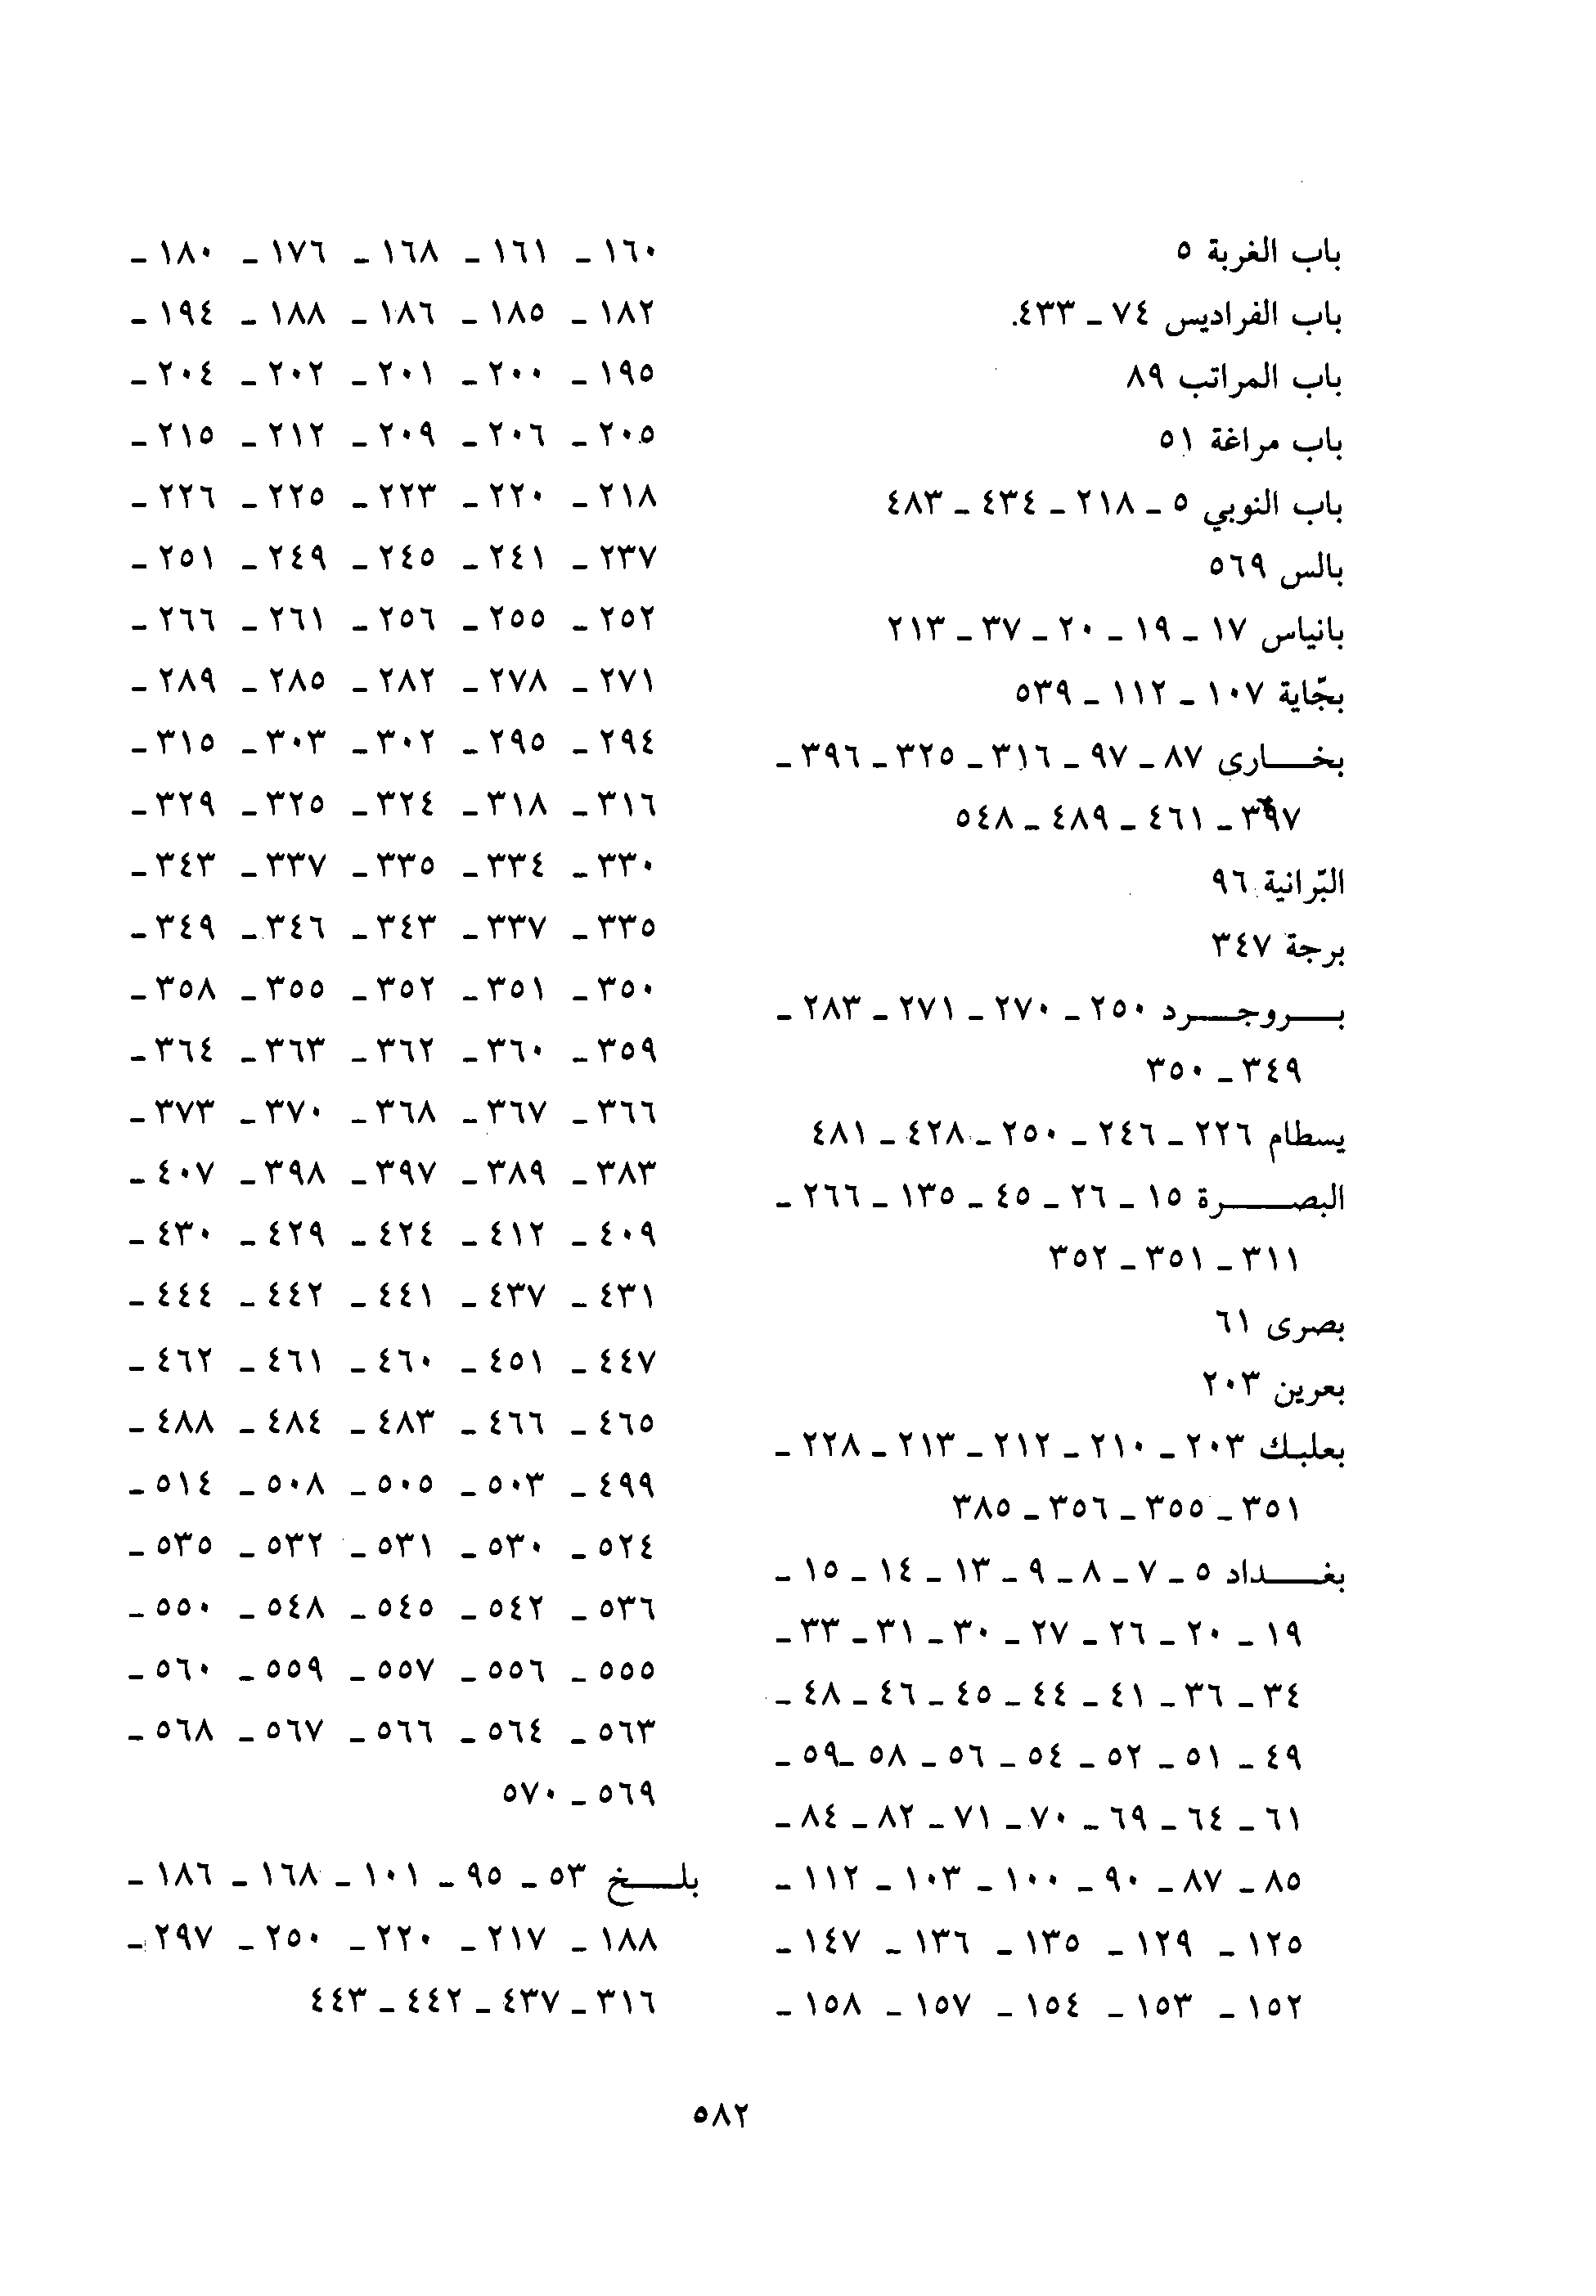 باب الغربة ٥
باب الفراديس ٧٤ ـ ٤٣٣.
باب المراتب ٨٩
باب مراغة ٥١
باب النوبي ٥ ـ ٢١٨ ـ ٤٣٤ ـ ٤٨٣
بالس ٥٦٩
بانياس ١٧ ـ ١٩ ـ ٢٠ ـ ٣٧ ـ ٢١٣
بجّاية ١٠٧ ـ ١١٢ ـ ٥٣٩
بخـــارى ٨٧ ـ ٩٧ ـ ٣١٦ ـ ٣٢٥ ـ ٣٩٦ ـ
٣٩٧ ـ ٤٦١ ـ ٤٨٩ ـ ٥٤٨
البّرانية ٩٦
برجة ٣٤٧
بـــروجـــرد ٢٥٠ ـ ٢٧٠ ـ ٢٧١ ـ ٢٨٣ ـ
٣٤٩ ـ ٣٥٠
يسطام ٢٢٦ ـ ٢٤٦ ـ ٢٥٠ ـ ٤٢٨ ـ ٤٨١
البصـــرة ١٥ ـ ٢٦ ـ ٤٥ ـ ١٣٥ ـ ٢٦٦ ـ
٣١١ ـ ٣٥١ ـ ٣٥٢
بصرى ٦١
بعرين ٢٠٣
بعلبـك ٢٠٣ ـ ٢١٠ ـ ٢١٢ ـ ٢١٣ ـ ٢٢٨ ـ
٣٥١ ـ ٣٥٥ ـ ٣٥٦ ـ ٣٨٥
بغـــداد ٥ ـ ٧ ـ ٨ ـ ٩ ـ ١٣ ـ ١٤ ـ ١٥ ـ
١٩ ـ ٢٠ ـ ٢٦ ـ ٢٧ ـ ٣٠ ـ ٣١ ـ ٣٣ ـ
٣٤ ـ ٣٦ ـ ٤١ ـ ٤٤ ـ ٤٥ ـ ٤٦ ـ ٤٨ ـ
٤٩ ـ ٥١ ـ ٥٢ ـ ٥٤ ـ ٥٦ ـ ٥٨ ـ ٥٩ ـ
٦١ ـ ٦٤ ـ ٦٩ ـ ٧٠ ـ ٧١ ـ ٨٢ ـ ٨٤ ـ
٨٥ ـ ٨٧ ـ ٩٠ ـ ١٠٠ ـ ١٠٣ ـ ١١٢ ـ
١٢٥ ـ ١٢٩ ـ ١٣٥ ـ ١٣٦ ـ ١٤٧ ـ
١٥٢ ـ ١٥٣ ـ ١٥٤ ـ ١٥٧ ـ ١٥٨ ـ
١٦٠ ـ ١٦١ ـ ١٦٨ ـ ١٧٦ ـ ١٨٠ ـ
١٨٢ ـ ١٨٥ ـ ١٨٦ ـ ١٨٨ ـ ١٩٤ ـ
١٩٥ ـ ٢٠٠ ـ ٢٠١ ـ ٢٠٢ ـ ٢٠٤ ـ
٢٠٥ ـ ٢٠٦ ـ ٢٠٩ ـ ٢١٢ ـ ٢١٥ ـ
٢١٨ ـ ٢٢٠ ـ ٢٢٣ ـ ٢٢٥ ـ ٢٢٦ ـ
٢٣٧ ـ ٢٤١ ـ ٢٤٥ ـ ٢٤٩ ـ ٢٥١ ـ
٢٥٢ ـ ٢٥٥ ـ ٢٥٦ ـ ٢٦١ ـ ٢٦٦ ـ
٢٧١ ـ ٢٧٨ ـ ٢٨٢ ـ ٢٨٥ ـ ٢٨٩ ـ
٢٩٤ ـ ٢٩٥ ـ ٣٠٢ ـ ٣٠٣ ـ ٣١٥ ـ
٣١٦ ـ ٣١٨ ـ ٣٢٤ ـ ٣٢٥ ـ ٣٢٩ ـ
٣٣٠ ـ ٣٣٤ ـ ٣٣٥ ـ ٣٣٧ ـ ٣٤٣ ـ
٣٣٥ ـ ٣٣٧ ـ ٣٤٣ ـ ٣٤٦ ـ ٣٤٩ ـ
٣٥٠ ـ ٣٥١ ـ ٣٥٢ ـ ٣٥٥ ـ ٣٥٨ ـ
٣٥٩ ـ ٣٦٠ ـ ٣٦٢ ـ ٣٦٣ ـ ٣٦٤ ـ
٣٦٦ ـ ٣٦٧ ـ ٣٦٨ ـ ٣٧٠ ـ ٣٧٣ ـ
٣٨٣ ـ ٣٨٩ ـ ٣٩٧ ـ ٣٩٨ ـ ٤٠٧ ـ
٤٠٩ ـ ٤١٢ ـ ٤٢٤ ـ ٤٢٩ ـ ٤٣٠ ـ
٤٣١ ـ ٤٣٧ ـ ٤٤١ ـ ٤٤٢ ـ ٤٤٤ ـ
٤٤٧ ـ ٤٥١ ـ ٤٦٠ ـ ٤٦١ ـ ٤٦٢ ـ
٤٦٥ ـ ٤٦٦ ـ ٤٨٣ ـ ٤٨٤ ـ ٤٨٨ ـ
٤٩٩ ـ ٥٠٣ ـ ٥٠٥ ـ ٥٠٨ ـ ٥١٤ ـ
٥٢٤ ـ ٥٣٠ ـ ٥٣١ ـ ٥٣٢ ـ ٥٣٥ ـ
٥٣٦ ـ ٥٤٢ ـ ٥٤٥ ـ ٥٤٨ ـ ٥٥٠ ـ
٥٥٥ ـ ٥٥٦ ـ ٥٥٧ ـ ٥٥٩ ـ ٥٦٠ ـ
٥٦٣ ـ ٥٦٤ ـ ٥٦٦ ـ ٥٦٧ ـ ٥٦٨ ـ
٥٦٩ ـ ٥٧٠
بلـــخ ٥٣ ـ ٩٥ ـ ١٠١ ـ ١٦٨ ـ ١٨٦ ـ
١٨٨ ـ ٢١٧ ـ ٢٢٠ ـ ٢٥٠ ـ ٢٩٧ ـ
٣١٦ ـ ٤٣٧ ـ ٤٤٢ ـ ٤٤٣
٥٨٢